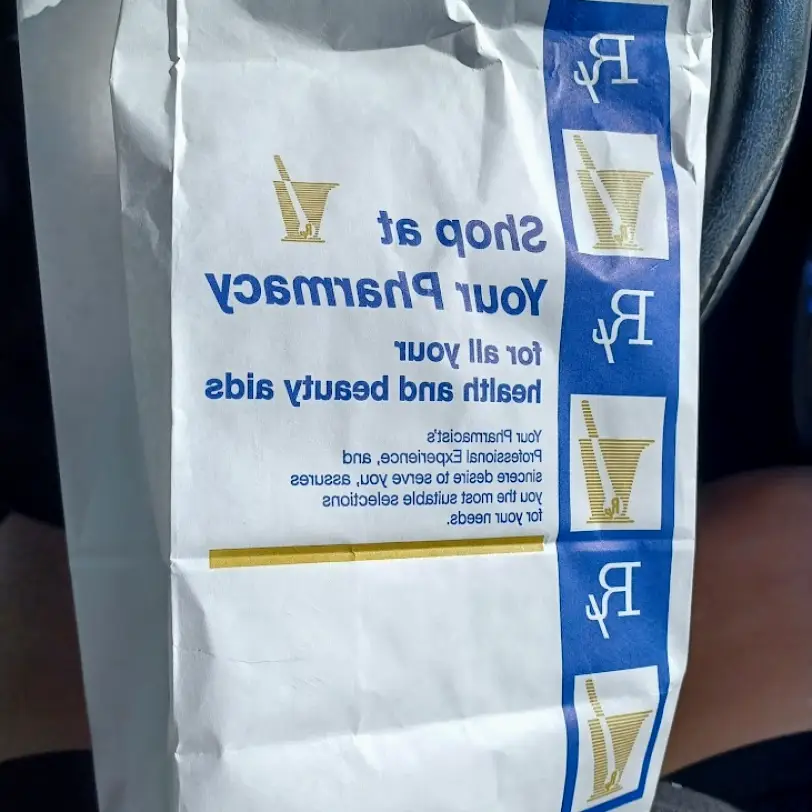 Rx
Shop at
Your Pharmacy
for all your
health and beauty aids
Your Pharmacist's
Professional Experience, and,
sincere desire to serve you, assures
you the most suitable selections
for your needs.
Rx
Rx